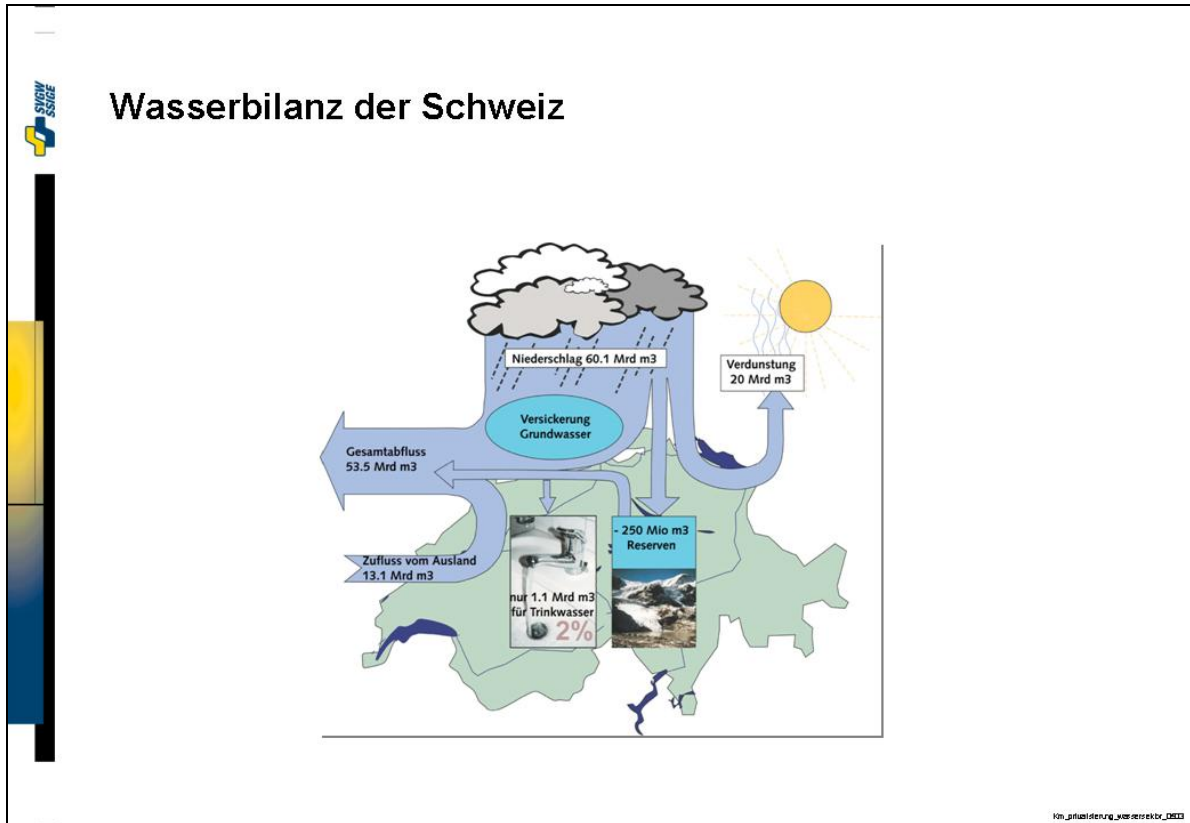 SVGW
SSIGE
Wasserbilanz der Schweiz
Niederschlag 60.1 Mrd m3
Verdunstung
20 Mrd m3
Versickerung
Grundwasser
Gesamtabfluss
53.5 Mrd m3
- 250 Mio m3
Reserven
Zufluss vom Ausland
13.1 Mrd m3
nur 1.1 Mrd m3
für Trinkwasser
2%